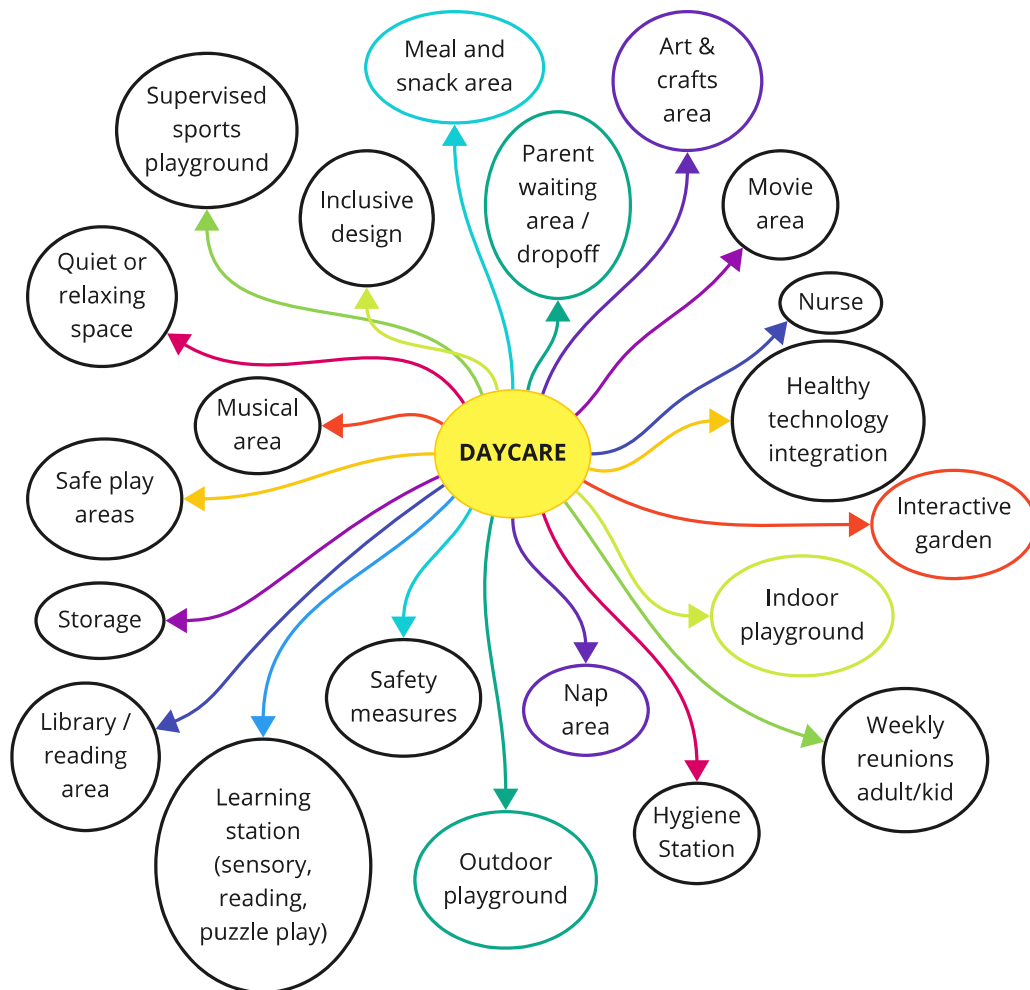 Meal and
snack area
Art &
crafts
area
Supervised
sports
playground
Parent
waiting
area /
dropoff
Inclusive
design
Movie
area
Quiet or
relaxing
space
Nurse
Musical
area
Healthy
technology
integration
DAYCARE
Safe play
areas
Interactive
garden
Storage
Indoor
playground
Safety
measures
Nap
area
Library /
reading
area
Weekly
reunions
adult/kid
Learning
station
(sensory,
reading,
puzzle play)
Outdoor
playground
Hygiene
Station